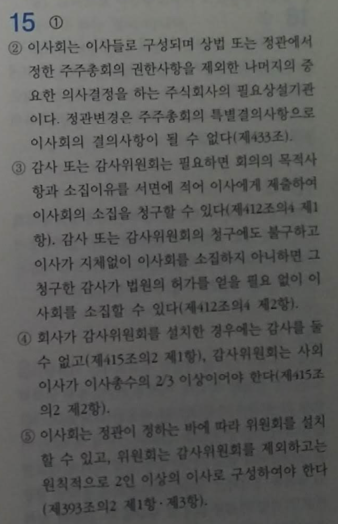 15 ①
② 이사회는 이사들로 구성되며 상법 또는 정관에서
정한 주주총회의 권한사항을 제외한 나머지의 중
요한 의사결정을 하는 주식회사의 필요상설기관
이다. 정관변경은 주주총회의 특별결의사항으로
이사회의 결의사항이 될 수 없다(제433조).
③ 감사 또는 감사위원회는 필요하면 회의의 목적사
항과 소집이유를 서면에 적어 이사에게 제출하여
이사회의 소집을 청구할 수 있다(제412조의4 제1
항). 감사 또는 감사위원회의 청구에도 불구하고
이사가 지체없이 이사회를 소집하지 아니하면 그
청구한 감사가 법원의 허가를 얻을 필요 없이 이
사회를 소집할 수 있다(제412조의4 제2항).
④ 회사가 감사위원회를 설치한 경우에는 감사를 둘
수 없고(제415조의2 제1항), 감사위원회는 사외
이사가 이사총수의 2/3 이상이어야 한다(제415조
의2 제2항).
⑤ 이사회는 정관이 정하는 바에 따라 위원회를 설치
할 수 있고, 위원회는 감사위원회를 제외하고는
원칙적으로 2인 이상의 이사로 구성하여야 한다
(제393조의2 제1항·제3항).